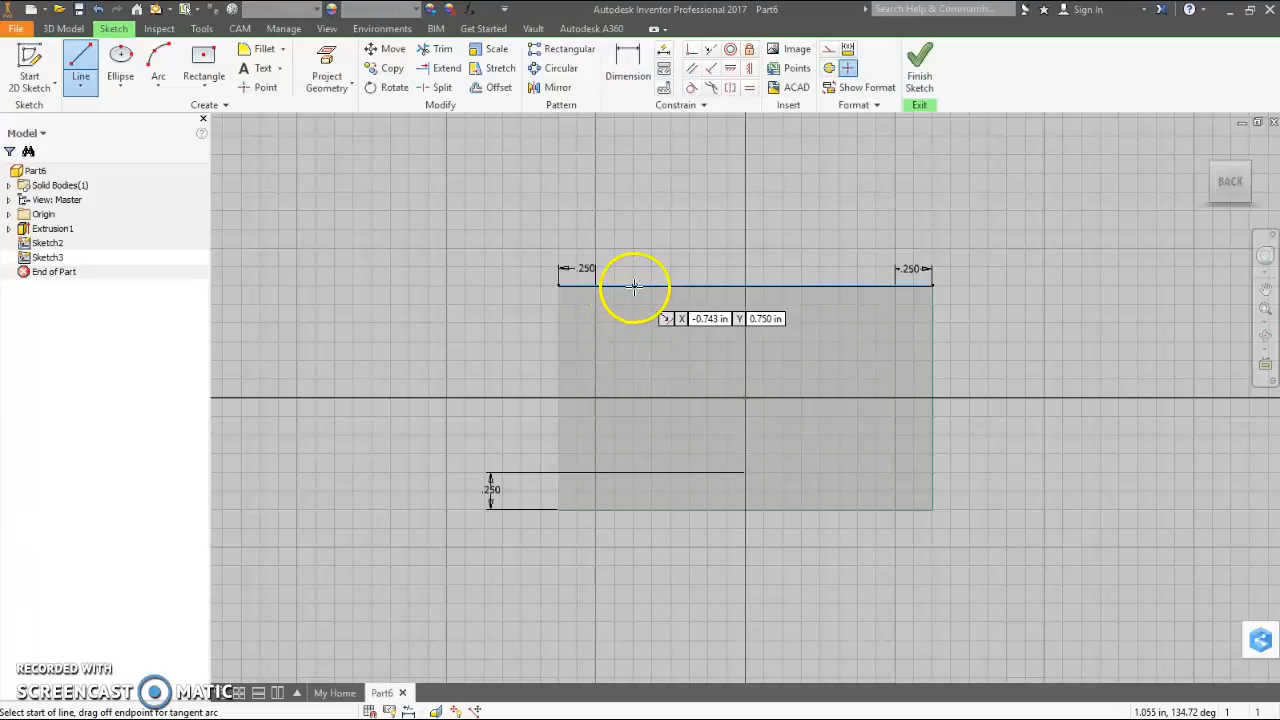 Autodesk Inventor Professional 2017 Part6
Search Help & Commands...
Sign In
File 3D Model Sketch Inspect Tools CAM Manage View Environments BIM Get Started Vault Autodesk A360
Start 2D Sketch
Line
Ellipse
Arc
Rectangle
Fillet
Text
Point
Project Geometry
Move
Copy
Rotate
Trim
Extend
Split
Scale
Stretch
Offset
Rectangular
Circular
Mirror
Dimension
Image
Points
ACAD
Show Format
Finish Sketch
Sketch Create Modify Pattern Constrain Insert Format Exit
Model
Part6
Solid Bodies(1)
View: Master
Origin
Extrusion1
Sketch2
Sketch3
End of Part
BACK
.250
.250
X -0.743 in Y 0.750 in
.250
RECORDED WITH
SCREENCAST MATIC
My Home Part6
Select start of line, drag off endpoint for tangent arc
1.055 in, 134.72 deg 1 1